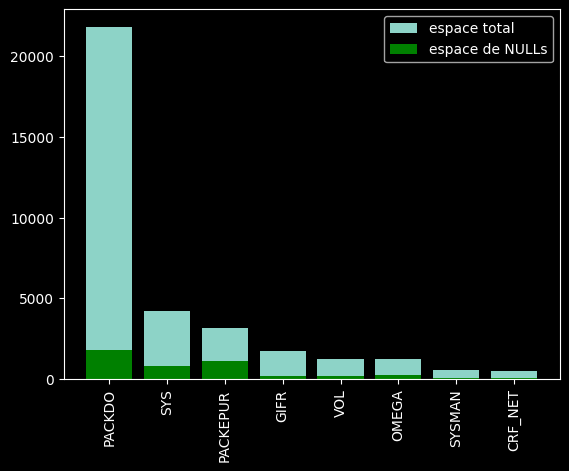 espace total
espace de NULLs
20000
15000
10000
5000
0
PACKDO
SYS
PACKEPUR
GIFR
VOL
OMEGA
SYSMAN
CRF_NET